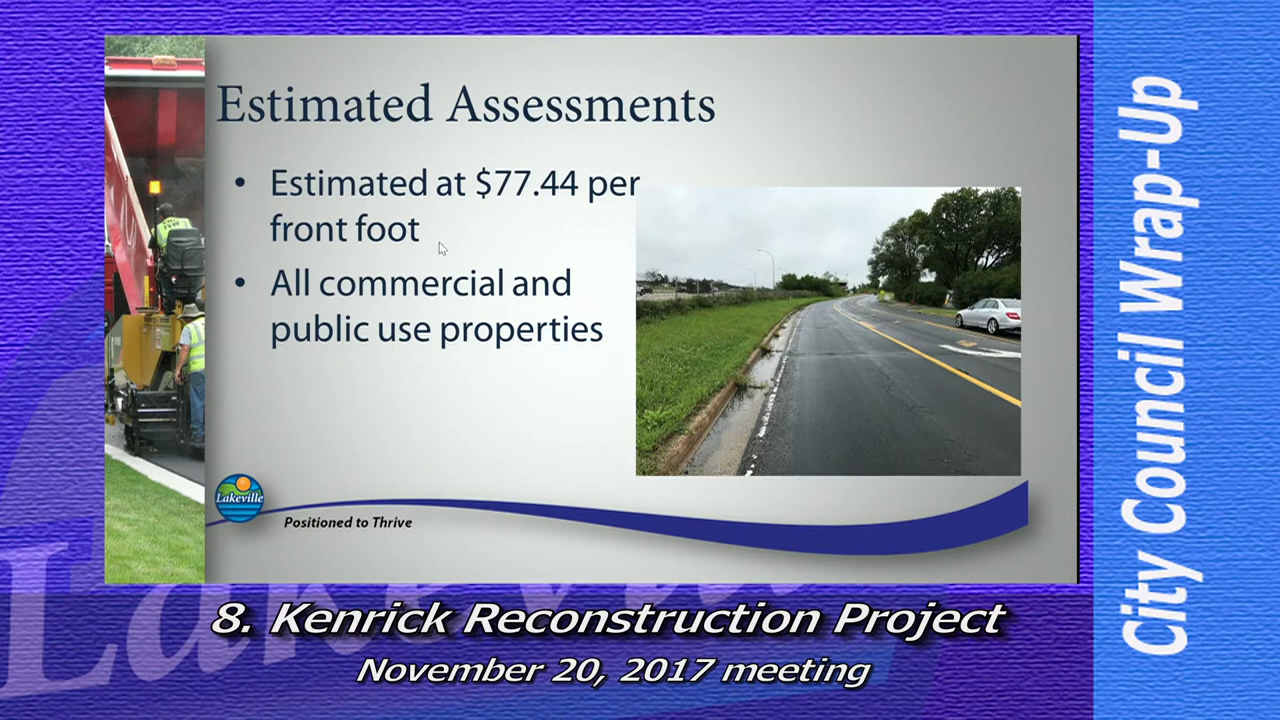 Estimated Assessments
• Estimated at $77.44 per
front foot
• All commercial and
public use properties
Lakeville
Positioned to Thrive
8. Kenrick Reconstruction Project
November 20, 2017 meeting
City Council Wrap-Up
Lakeville